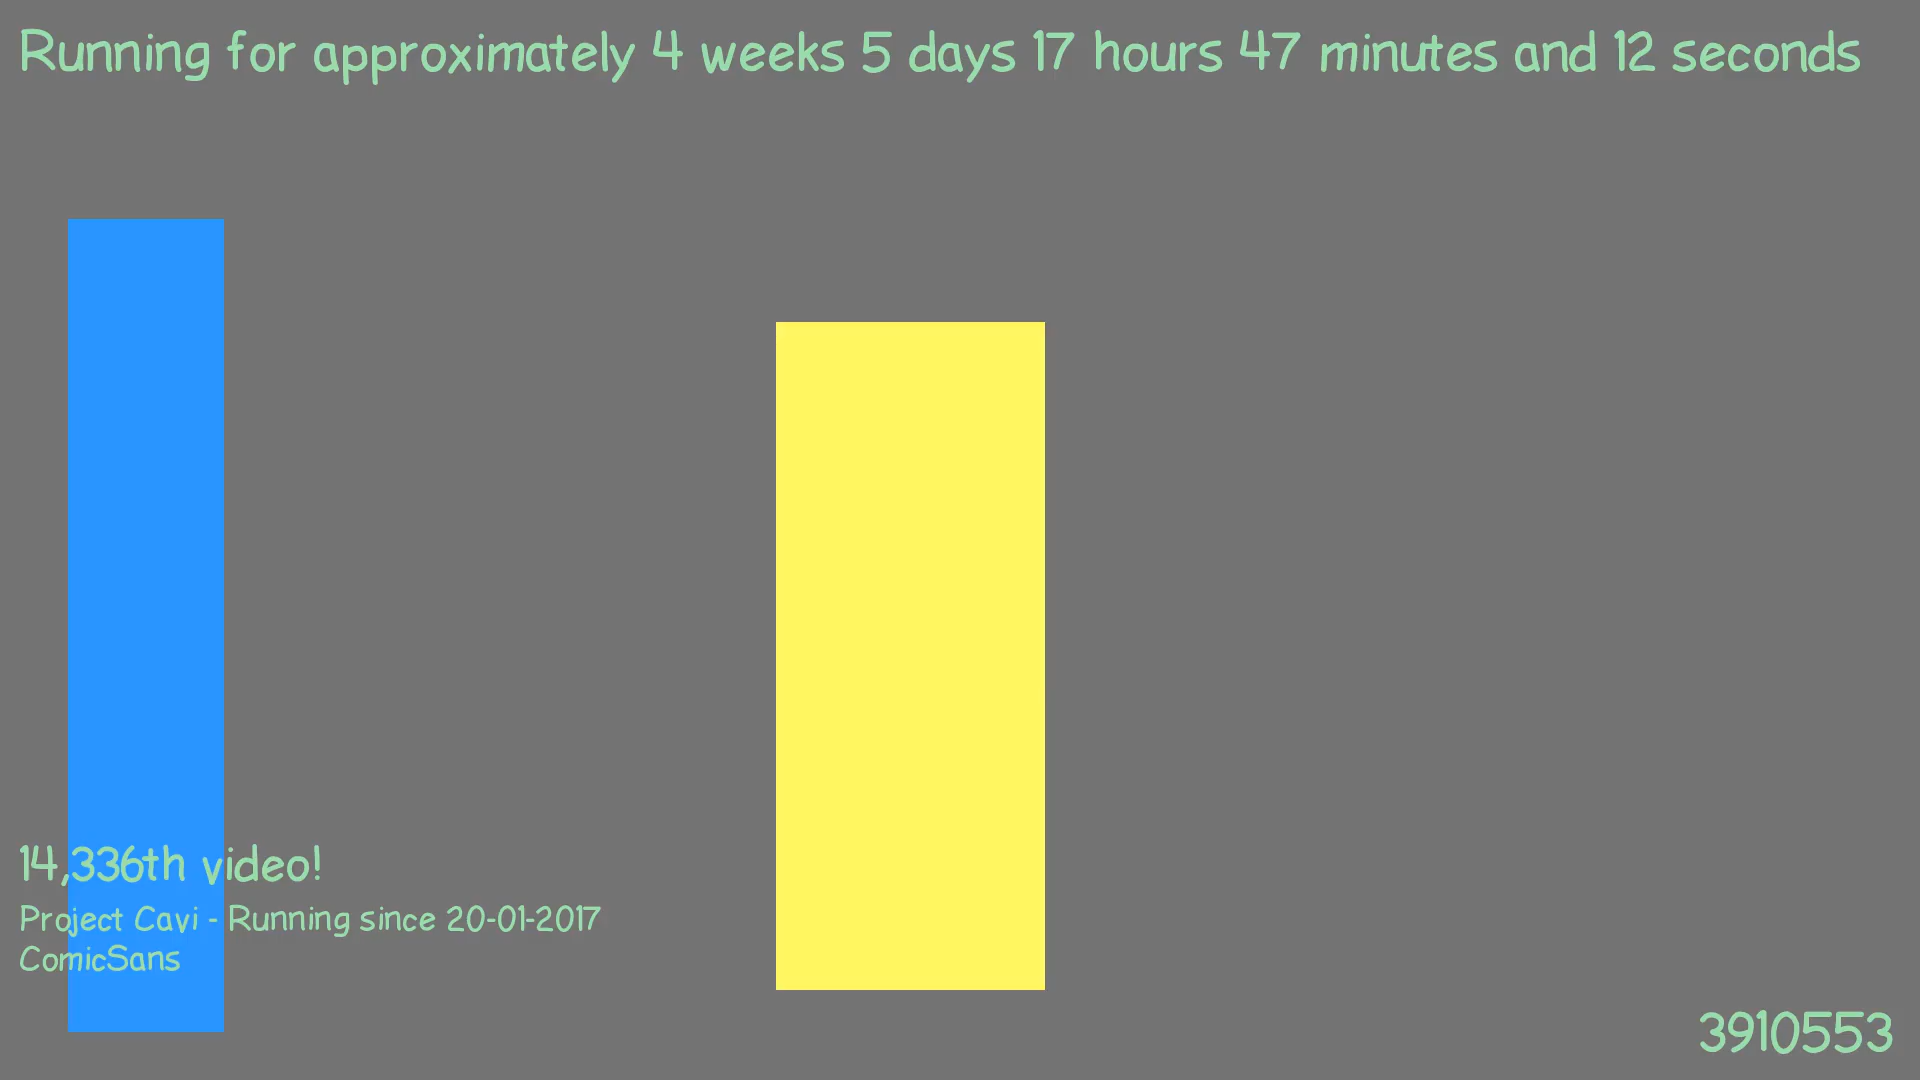 Running for approximately 4 weeks 5 days 17 hours 47 minutes and 12 seconds
14,336th video!
Project Cavi - Running since 20-01-2017
ComicSans
3910553